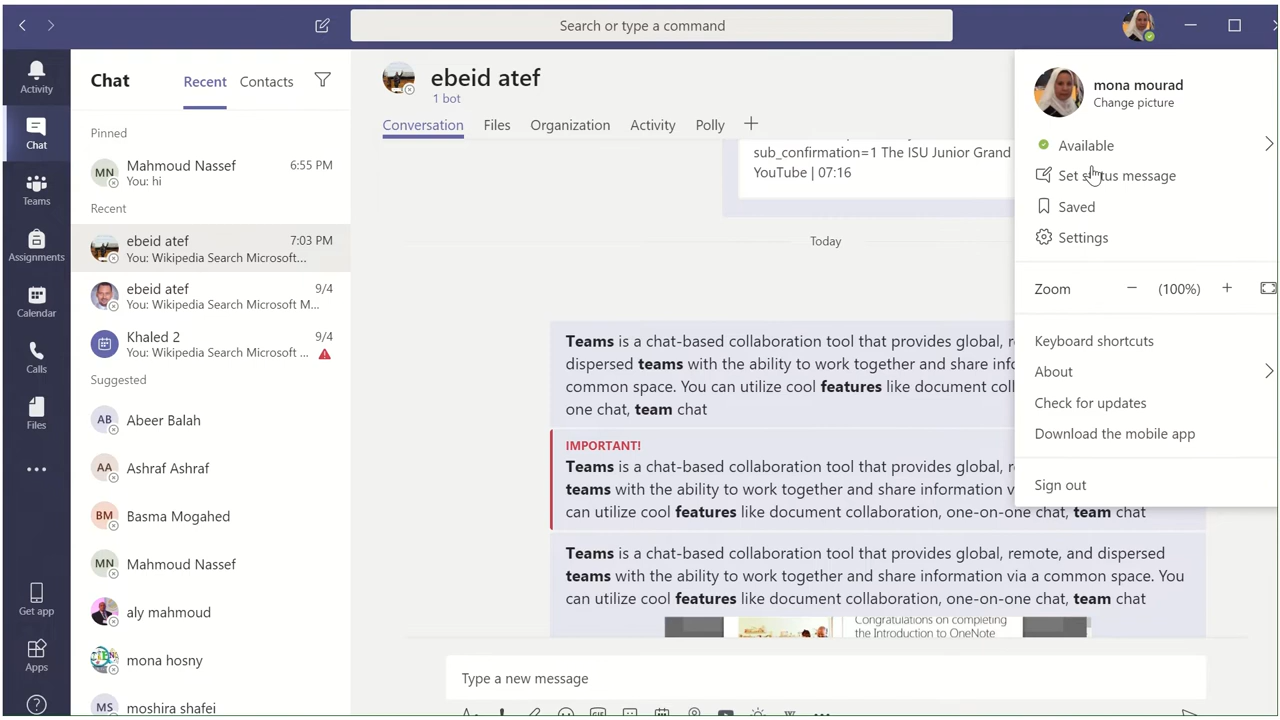 Search or type a command
Activity
Chat
Teams
Assignments
Calendar
Calls
Files
Get app
Apps
Chat
Recent
Contacts
Pinned
MN
Mahmoud Nassef
6:55 PM
You: hi
Recent
ebeid atef
7:03 PM
You: Wikipedia Search Microsoft...
ebeid atef
9/4
You: Wikipedia Search Microsoft M...
Khaled 2
9/4
You: Wikipedia Search Microsoft ...
Suggested
AB
Abeer Balah
AA
Ashraf Ashraf
BM
Basma Mogahed
MN
Mahmoud Nassef
aly mahmoud
mona hosny
MS
moshira shafei
ebeid atef
1 bot
Conversation
Files
Organization
Activity
Polly
sub_confirmation=1 The ISU Junior Grand
YouTube | 07:16
Today
Teams is a chat-based collaboration tool that provides global,
dispersed teams with the ability to work together and share
common space. You can utilize cool features like document
one chat, team chat
IMPORTANT!
Teams is a chat-based collaboration tool that provides global,
teams with the ability to work together and share information
can utilize cool features like document collaboration, one-on-one chat, team chat
Teams is a chat-based collaboration tool that provides global, remote, and dispersed
teams with the ability to work together and share information via a common space. You
can utilize cool features like document collaboration, one-on-one chat, team chat
Congratulations on completing
the Introduction to OneNote
Type a new message
GIF
mona mourad
Change picture
Available
Set status message
Saved
Settings
Zoom
(100%)
Keyboard shortcuts
About
Check for updates
Download the mobile app
Sign out